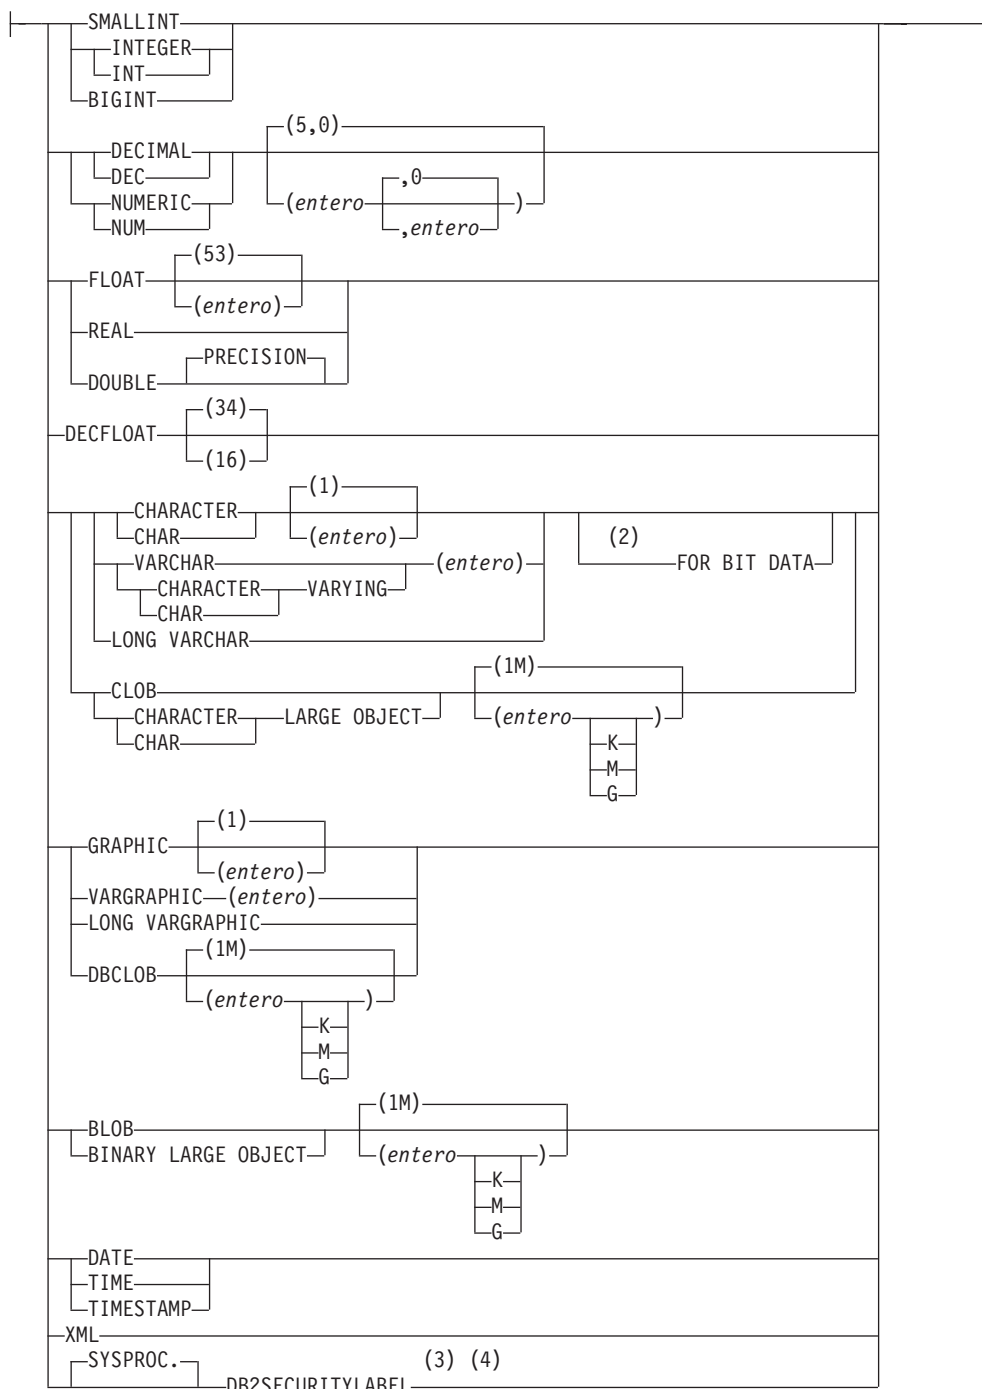 SMALLINT
INTEGER
INT
BIGINT
(5,0)
DECIMAL
DEC
,0
NUMERIC
(entero )
NUM
,entero
(53)
FLOAT
(entero)
REAL
PRECISION
DOUBLE
(34)
DECFLOAT
(16)
(1)
CHARACTER
CHAR
(entero)
(2)
VARCHAR
(entero)
FOR BIT DATA
CHARACTER
VARYING
CHAR
LONG VARCHAR
(1M)
CLOB
CHARACTER
LARGE OBJECT
(entero )
CHAR
K
M
G
(1)
GRAPHIC
(entero)
VARGRAPHIC (entero)
LONG VARGRAPHIC
(1M)
DBCLOB
(entero )
K
M
G
(1M)
BLOB
BINARY LARGE OBJECT
(entero )
K
M
G
DATE
TIME
TIMESTAMP
XML
SYSPROC.
(3) (4)
DB2SECURITYLABEL